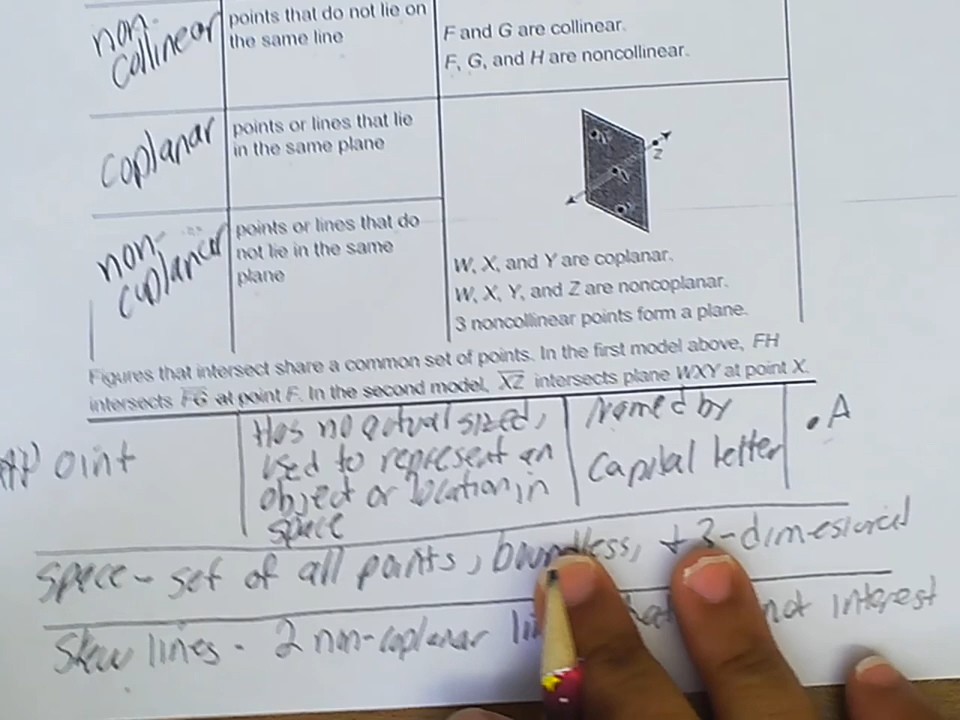 non-
collinear
points that do not lie on
the same line
F and G are collinear.
F, G, and H are noncollinear.
coplanar
points or lines that lie
in the same plane
Z
non-
coplanar
points or lines that do
not lie in the same
plane
W, X, and Y are coplanar.
W, X, Y, and Z are noncoplanar.
3 noncollinear points form a plane.
Figures that intersect share a common set of points. In the first model above, FH
intersects FG at point F. In the second model, XZ intersects plane WXY at point X.
Point
Has no actual sized,
used to represent an
object or location in
space
Named by
capital letter
A
space - set of all points, boundless, + 3-dimesional
Skew lines - 2 non-coplanar not interest